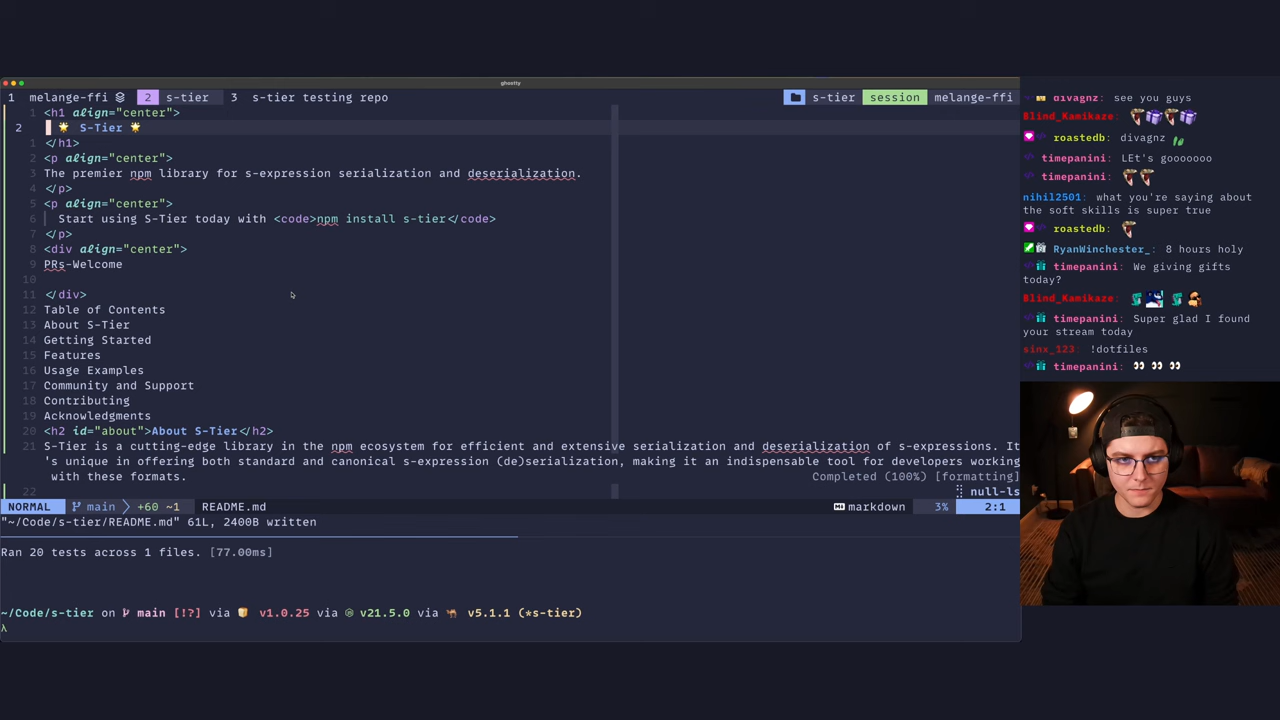 ghostty
1 melange-ffi 2 s-tier 3 s-tier testing repo s-tier session melange-ffi
1 <h1 align="center">
2 🌟 S-Tier 🌟
1 </h1>
2 <p align="center">
3 The premier npm library for s-expression serialization and deserialization.
4 </p>
5 <p align="center">
6 Start using S-Tier today with <code>npm install s-tier</code>
7 </p>
8 <div align="center">
9 PRs-Welcome
10
11 </div>
12 Table of Contents
13 About S-Tier
14 Getting Started
15 Features
16 Usage Examples
17 Community and Support
18 Contributing
19 Acknowledgments
20 <h2 id="about">About S-Tier</h2>
21 S-Tier is a cutting-edge library in the npm ecosystem for efficient and extensive serialization and deserialization of s-expressions. It
's unique in offering both standard and canonical s-expression (de)serialization, making it an indispensable tool for developers working
with these formats. Completed (100%) [formatting]
22 null-ls
NORMAL main +60 ~1 README.md markdown 3% 2:1
"~/Code/s-tier/README.md" 61L, 2400B written
Ran 20 tests across 1 files. [77.00ms]
~/Code/s-tier on main [!?] via v1.0.25 via v21.5.0 via v5.1.1 (*s-tier)
λ
divagnz: see you guys
Blind_Kamikaze:
roastedb: divagnz
timepanini: LEt's gooooooo
timepanini:
nihil2501: what you're saying about
the soft skills is super true
roastedb:
RyanWinchester_: 8 hours holy
timepanini: We giving gifts
today?
Blind_Kamikaze:
timepanini: Super glad I found
your stream today
sinx_123: !dotfiles
timepanini: 👀 👀 👀